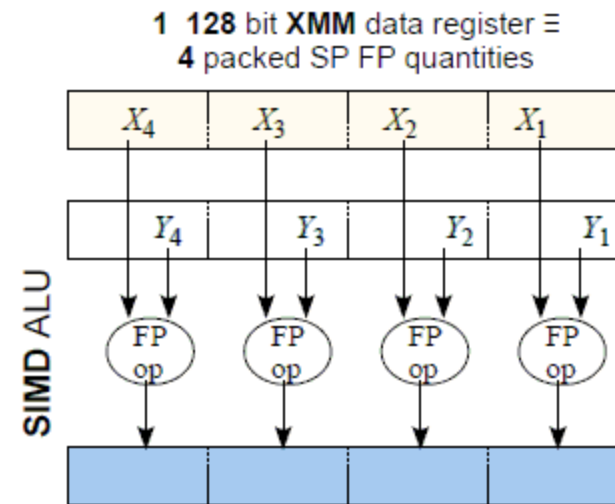 1 128 bit XMM data register ≡
4 packed SP FP quantities
X4 X3 X2 X1
Y4 Y3 Y2 Y1
SIMD ALU
FP op FP op FP op FP op